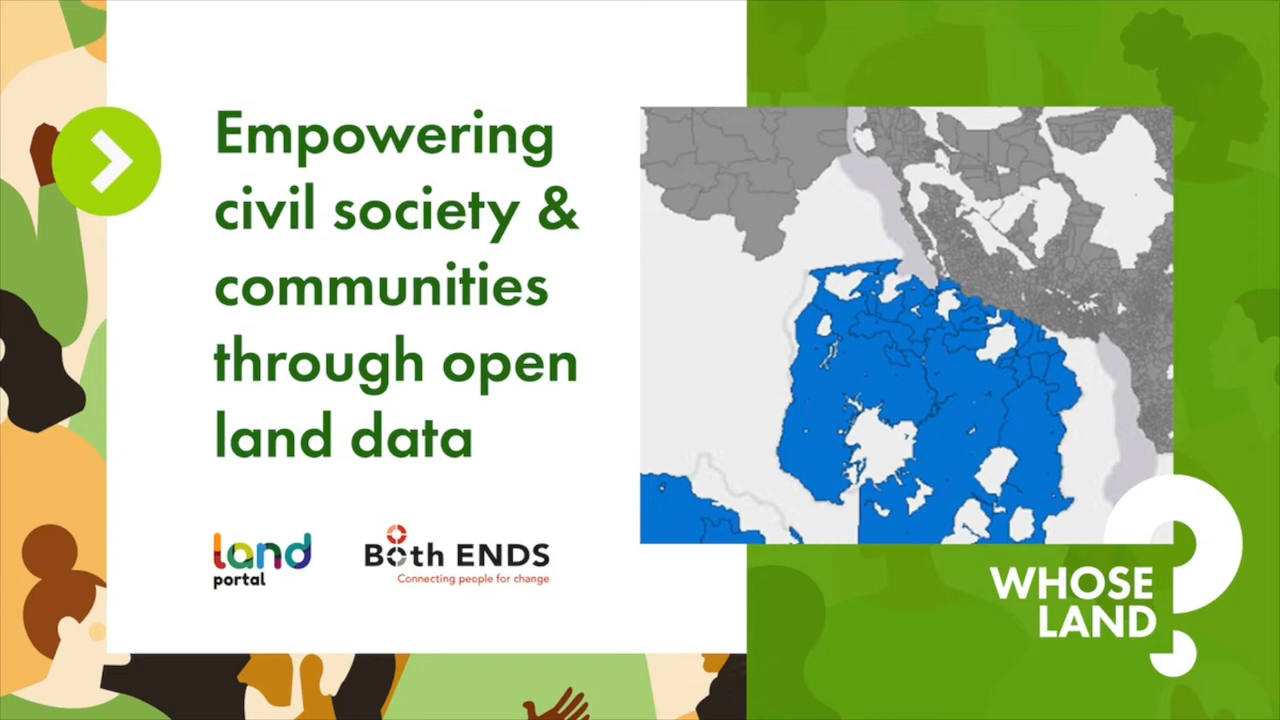 Empowering
civil society &
communities
through open
land data
land
portal
Both ENDS
Connecting people for change
WHOSE
LAND
?